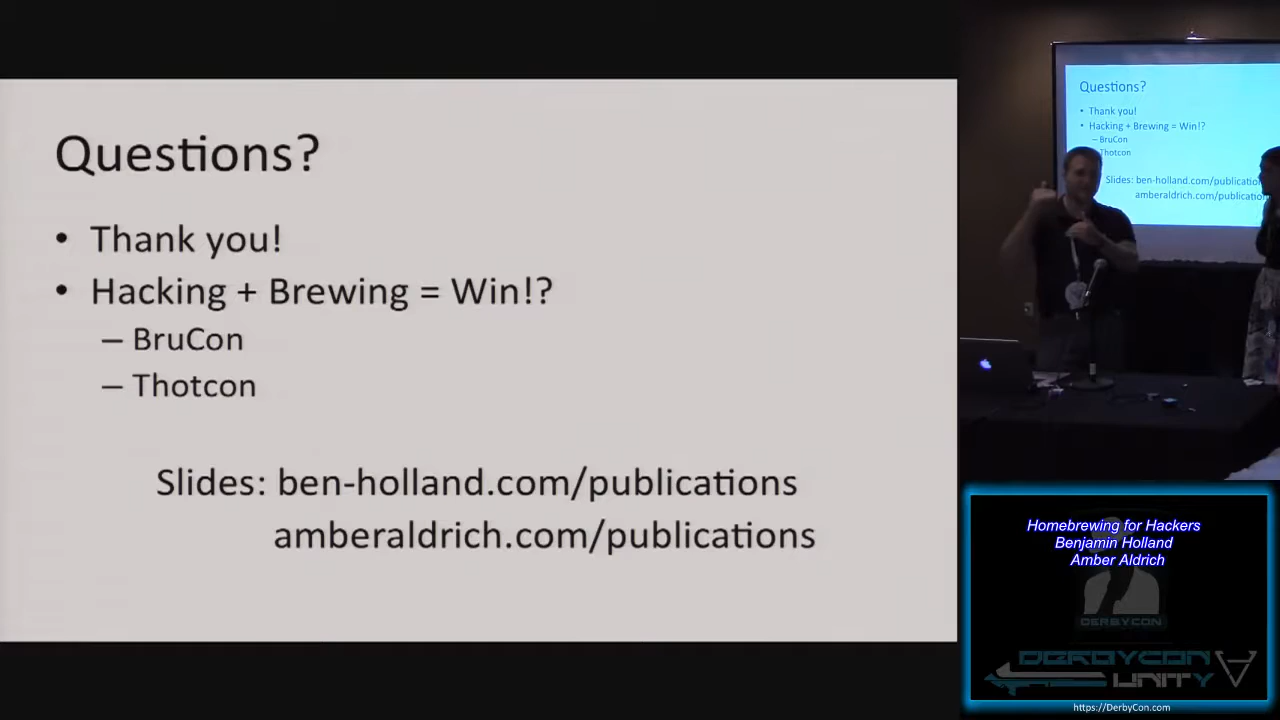 Questions?
• Thank you!
• Hacking + Brewing = Win!?
– BruCon
– Thotcon
Slides: ben-holland.com/publications
amberaldrich.com/publications
Questions?
• Thank you!
• Hacking + Brewing = Win!?
– BruCon
Thotcon
Slides: ben-holland.com/publication
amberaldrich.com/publication
Homebrewing for Hackers
Benjamin Holland
Amber Aldrich
DERBYCON
DERBYCON
UNITY
https://DerbyCon.com